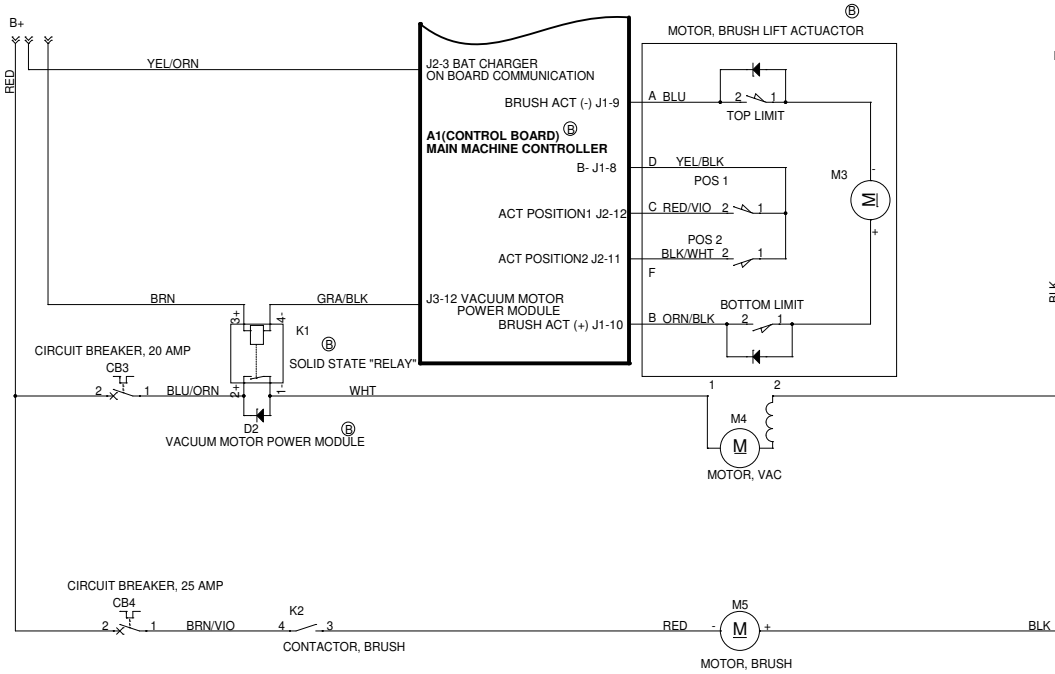 B+
RED
YEL/ORN
J2-3 BAT CHARGER
ON BOARD COMMUNICATION
BRUSH ACT (-) J1-9
A1(CONTROL BOARD) B
MAIN MACHINE CONTROLLER
B- J1-8
ACT POSITION1 J2-12
ACT POSITION2 J2-11
J3-12 VACUUM MOTOR
POWER MODULE
BRUSH ACT (+) J1-10
B
MOTOR, BRUSH LIFT ACTUACTOR
A BLU
2 1
TOP LIMIT
D YEL/BLK
POS 1
C RED/VIO 2 1
POS 2
BLK/WHT 2 1
F
BOTTOM LIMIT
B ORN/BLK 2 1
M3
-
M
+
BLK
BRN
GRA/BLK
3+
4-
K1
B
SOLID STATE "RELAY"
2+
1-
CIRCUIT BREAKER, 20 AMP
CB3
2 1
BLU/ORN
WHT
D2
B
VACUUM MOTOR POWER MODULE
1 2
M4
M
MOTOR, VAC
CIRCUIT BREAKER, 25 AMP
CB4
2 1
BRN/VIO
K2
4 3
CONTACTOR, BRUSH
RED
M5
- M +
MOTOR, BRUSH
BLK